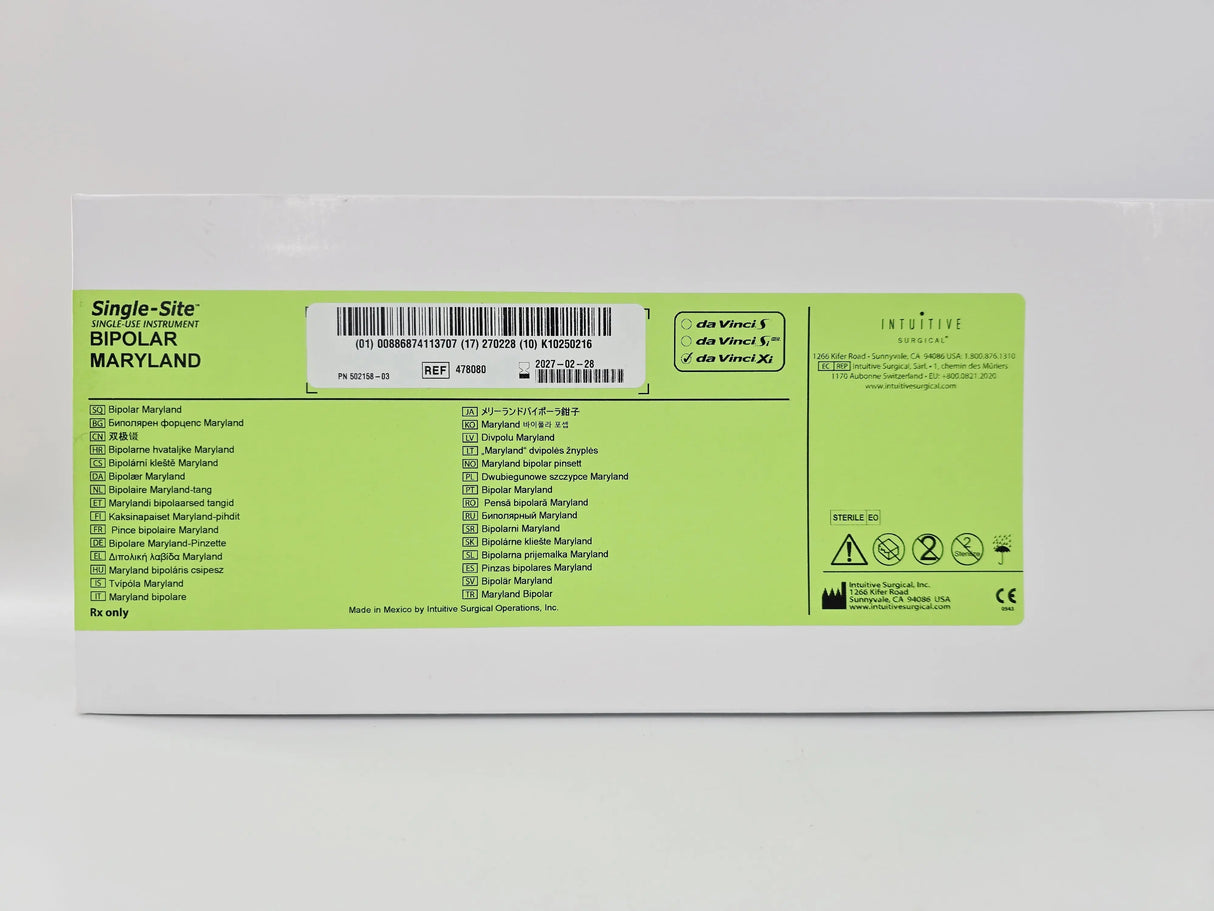 Single-Site™
SINGLE-USE INSTRUMENT
BIPOLAR
MARYLAND
(01) 00886874113707 (17) 270228 (10) K10250216
PN 502158-03
REF 478080
2027-02-28
da Vinci S
da Vinci Si
da Vinci Xi
INTUITIVE
SURGICAL
1266 Kifer Road - Sunnyvale, CA 94086 USA: 1.800.876.1310
EC REP Intuitive Surgical, Sàrl. • 1, chemin des Mûriers
1170 Aubonne Switzerland - EU: +800.0821.2020
www.intuitivesurgical.com
SQ Bipolar Maryland
BG Биполярен форцепс Maryland
CN 双极镊
HR Bipolarne hvataljke Maryland
CS Bipolární kleště Maryland
DA Bipolær Maryland
NL Bipolaire Maryland-tang
ET Marylandi bipolaarsed tangid
FI Kaksinapaiset Maryland-pihdit
FR Pince bipolaire Maryland
DE Bipolare Maryland-Pinzette
EL Διπολική λαβίδα Maryland
HU Maryland bipoláris csipesz
IS Tvípóla Maryland
IT Maryland bipolare
Rx only
JA メリーランドバイポーラ鉗子
KO Maryland 바이폴라 포셉
LV Divpolu Maryland
LT „Maryland" dvipolės žnyplės
NO Maryland bipolar pinsett
PL Dwubiegunowe szczypce Maryland
PT Bipolar Maryland
RO Pensă bipolară Maryland
RU Биполярный Maryland
SR Bipolarni Maryland
SK Bipolárne kliešte Maryland
SL Bipolarna prijemalka Maryland
ES Pinzas bipolares Maryland
SV Bipolär Maryland
TR Maryland Bipolar
Made in Mexico by Intuitive Surgical Operations, Inc.
STERILE EO
2
2
Sterilize
Intuitive Surgical, Inc.
1266 Kifer Road
Sunnyvale, CA 94086 USA
www.intuitivesurgical.com
CE
0543